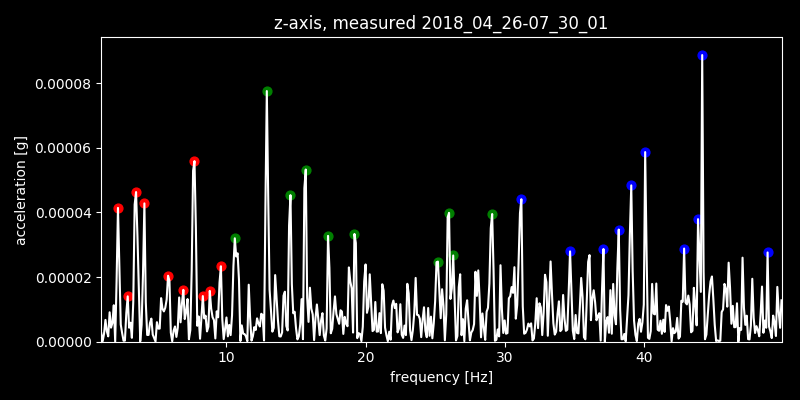 z-axis, measured 2018_04_26-07_30_01
0.00008
0.00006
0.00004
0.00002
0.00000
acceleration [g]
10 20 30 40
frequency [Hz]